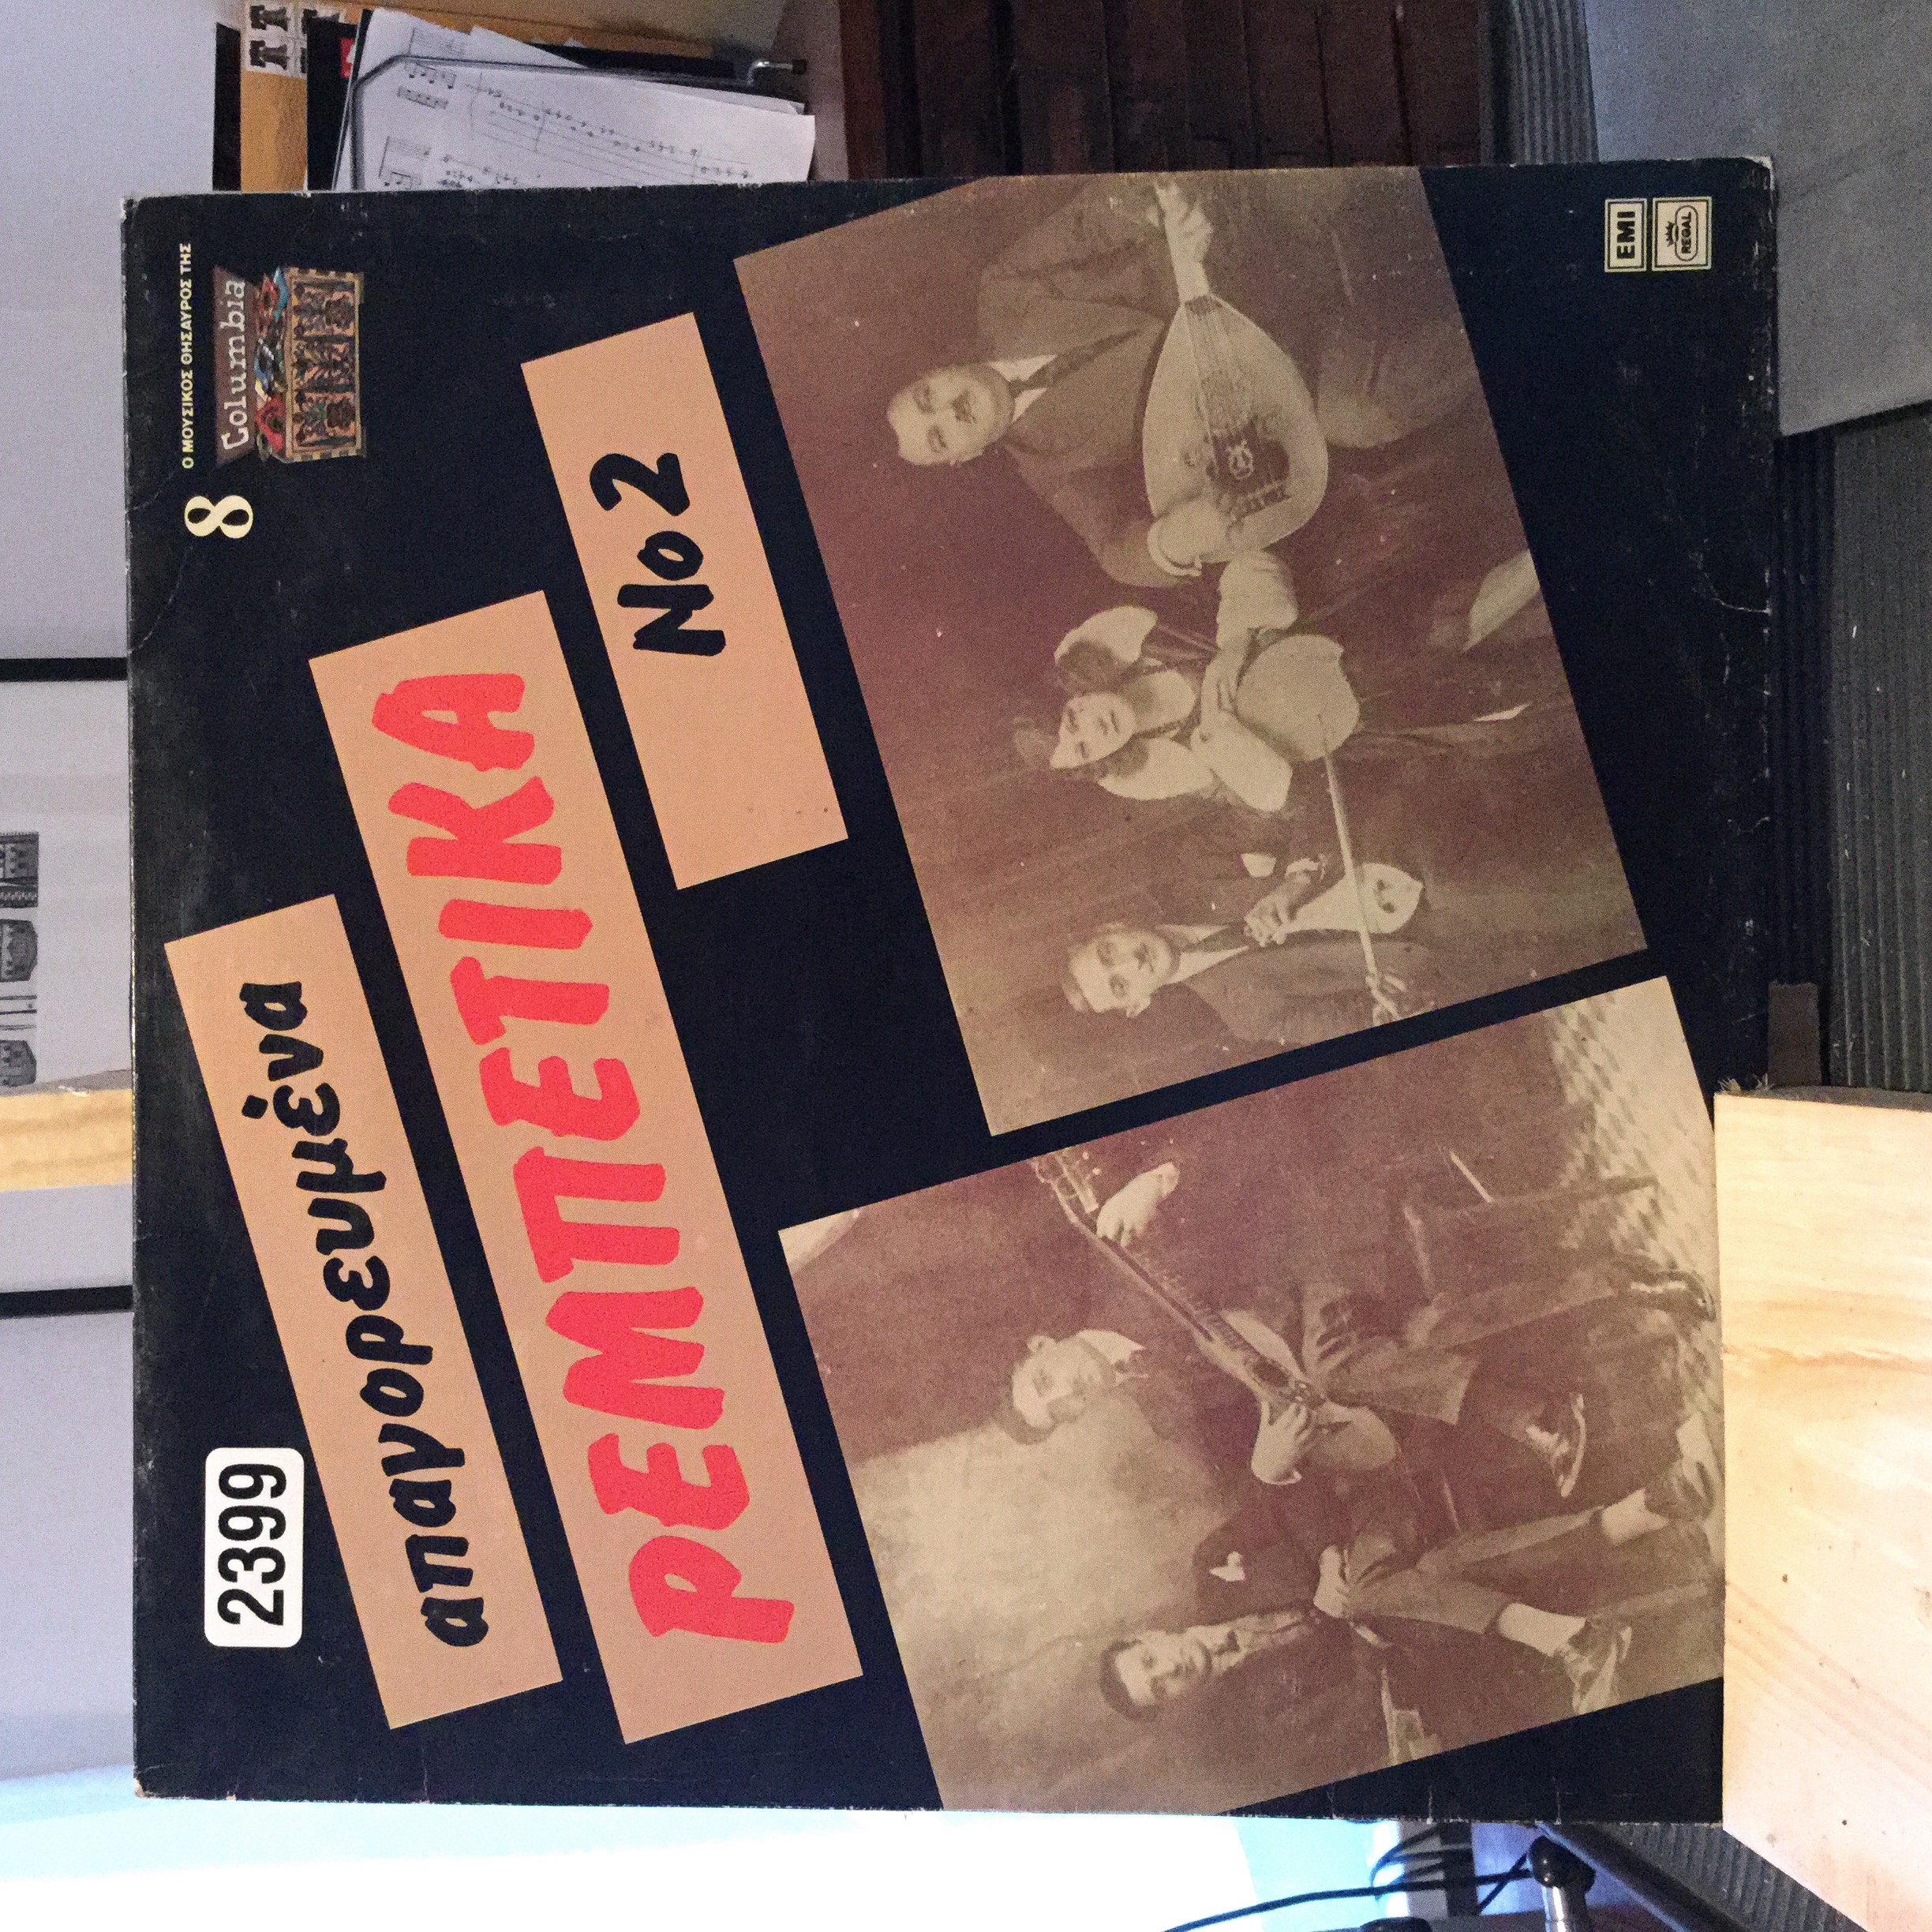 2399
8
Ο ΜΟΥΣΙΚΟΣ ΘΗΣΑΥΡΟΣ ΤΗΣ
Columbia
απαγορευμένα
ΡΕΜΠΕΤΙΚΑ
Νο 2
EMI
REGAL